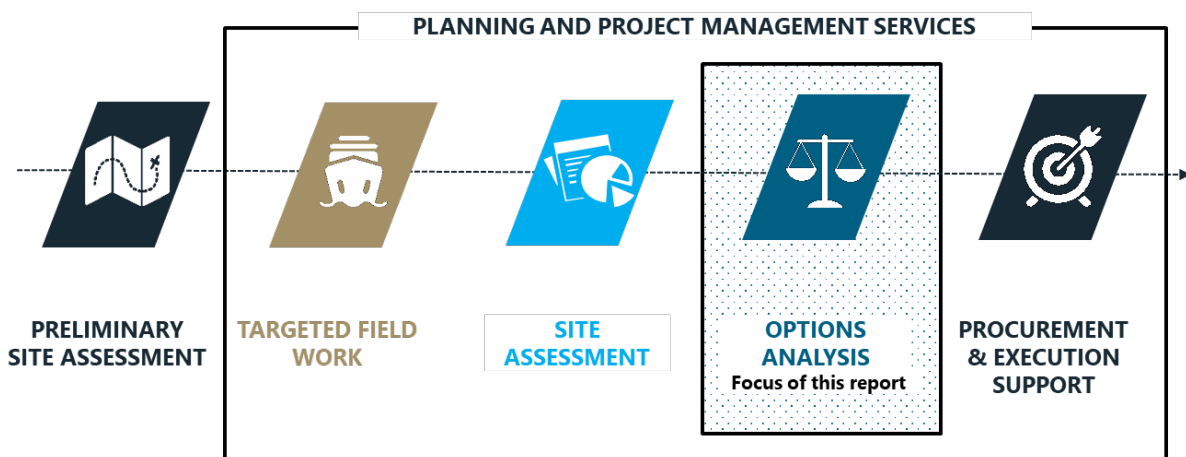 PLANNING AND PROJECT MANAGEMENT SERVICES
PRELIMINARY
SITE ASSESSMENT
TARGETED FIELD
WORK
SITE
ASSESSMENT
OPTIONS
ANALYSIS
Focus of this report
PROCUREMENT
& EXECUTION
SUPPORT